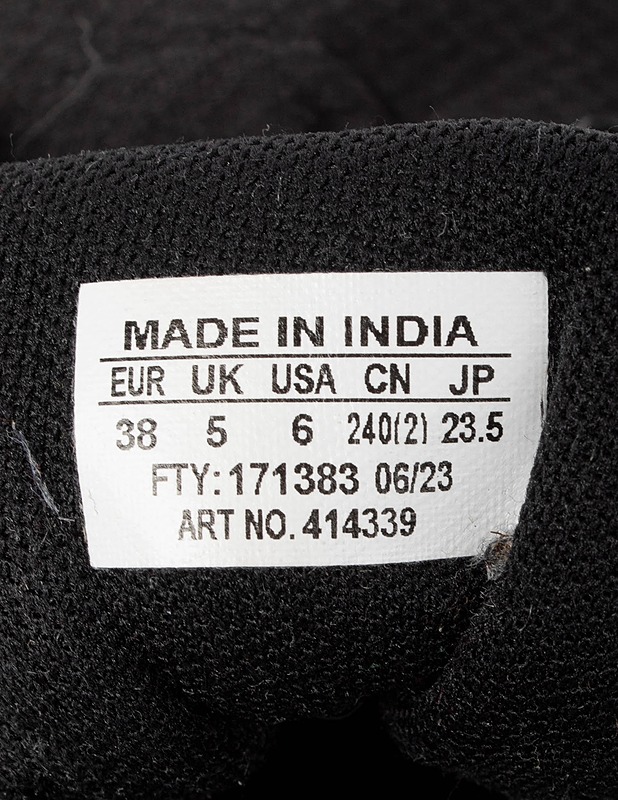 MADE IN INDIA
EUR UK USA CN JP
38 5 6 240(2) 23.5
FTY: 171383 06/23
ART NO. 414339